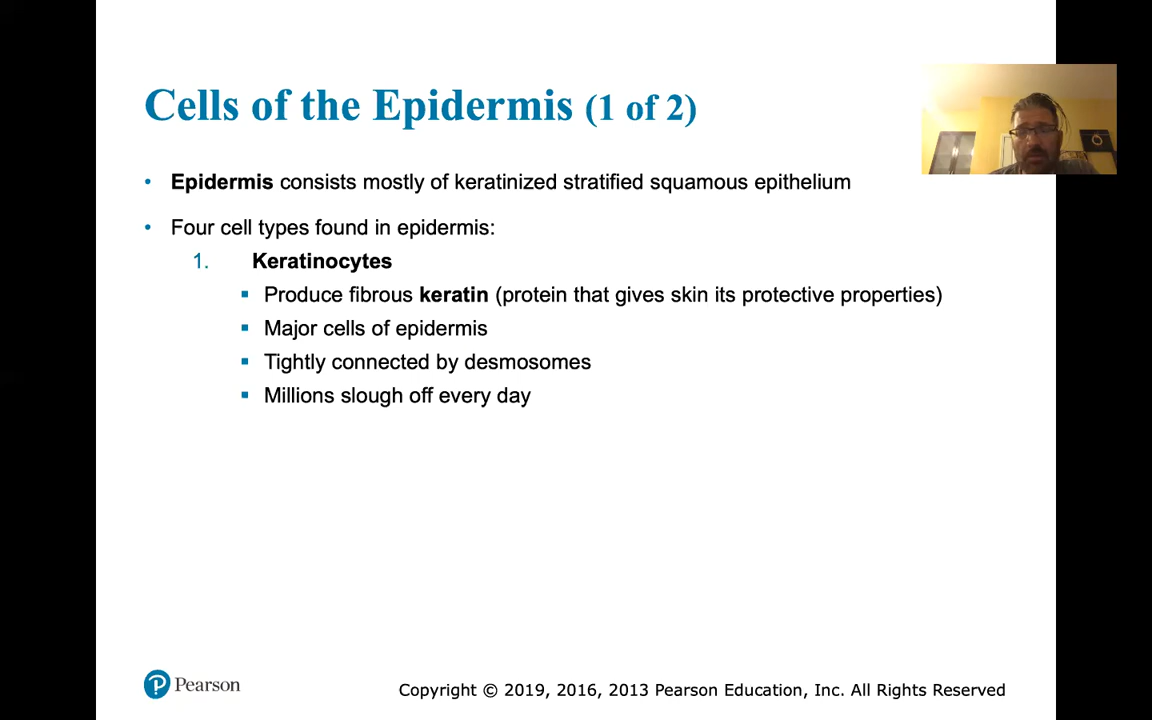 Cells of the Epidermis (1 of 2)
• Epidermis consists mostly of keratinized stratified squamous epithelium
• Four cell types found in epidermis:
1. Keratinocytes
▪ Produce fibrous keratin (protein that gives skin its protective properties)
▪ Major cells of epidermis
▪ Tightly connected by desmosomes
▪ Millions slough off every day
Pearson
Copyright © 2019, 2016, 2013 Pearson Education, Inc. All Rights Reserved